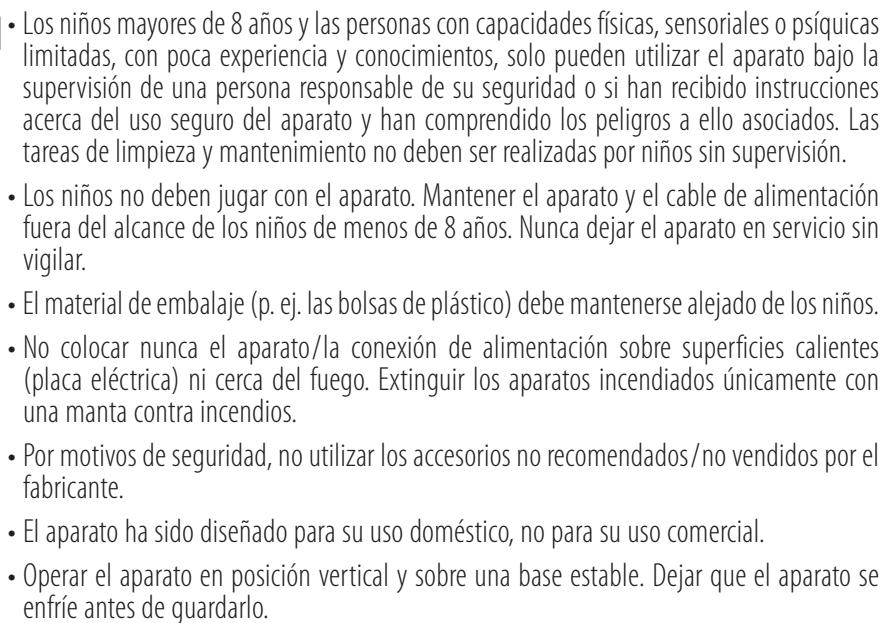 • Los niños mayores de 8 años y las personas con capacidades físicas, sensoriales o psíquicas
limitadas, con poca experiencia y conocimientos, solo pueden utilizar el aparato bajo la
supervisión de una persona responsable de su seguridad o si han recibido instrucciones
acerca del uso seguro del aparato y han comprendido los peligros a ello asociados. Las
tareas de limpieza y mantenimiento no deben ser realizadas por niños sin supervisión.
• Los niños no deben jugar con el aparato. Mantener el aparato y el cable de alimentación
fuera del alcance de los niños de menos de 8 años. Nunca dejar el aparato en servicio sin
vigilar.
• El material de embalaje (p. ej. las bolsas de plástico) debe mantenerse alejado de los niños.
• No colocar nunca el aparato/la conexión de alimentación sobre superficies calientes
(placa eléctrica) ni cerca del fuego. Extinguir los aparatos incendiados únicamente con
una manta contra incendios.
• Por motivos de seguridad, no utilizar los accesorios no recomendados/no vendidos por el
fabricante.
• El aparato ha sido diseñado para su uso doméstico, no para su uso comercial.
• Operar el aparato en posición vertical y sobre una base estable. Dejar que el aparato se
enfríe antes de guardarlo.